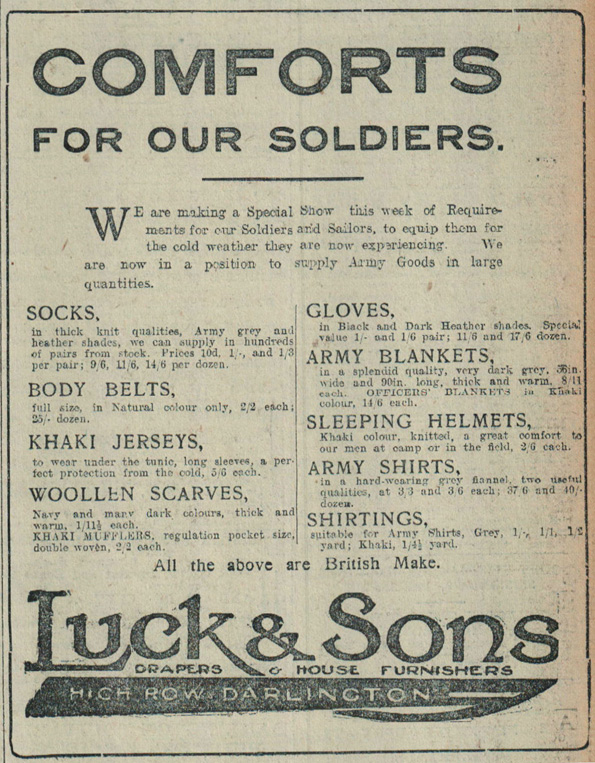 COMFORTS
FOR OUR SOLDIERS.
WE are making a Special Show this week of Require-
ments for our Soldiers and Sailors, to equip them for
the cold weather they are now experiencing. We
are now in a position to supply Army Goods in large
quantities.
SOCKS,
in thick knit qualities, Army grey and
heather shades, we can supply in hundreds
of pairs from stock. Prices 10d, 1/-, and 1/3
per pair; 9/6, 11/6, 14/6 per dozen.
BODY BELTS,
full size, in Natural colour only, 2/2 each;
25/- dozen.
KHAKI JERSEYS,
to wear under the tunic, long sleeves, a per-
fect protection from the cold, 5/6 each.
WOOLLEN SCARVES,
Navy and many dark colours, thick and
warm, 1/11½ each.
KHAKI MUFFLERS, regulation pocket size,
double woven, 2/2 each.
GLOVES,
in Black and Dark Heather shades. Special
value 1/- and 1/6 pair; 11/6 and 17/6 dozen.
ARMY BLANKETS,
in a splendid quality, very dark grey, 56in.
wide and 90in. long, thick and warm, 8/11
each. OFFICERS' BLANKETS in Khaki
colour, 14/6 each.
SLEEPING HELMETS,
Khaki colour, knitted, a great comfort to
our men at camp or in the field, 2/6 each.
ARMY SHIRTS,
in a hard-wearing grey flannel, two useful
qualities, at 3/3 and 3/6 each; 37/6 and 40/-
dozen.
SHIRTINGS,
suitable for Army Shirts, Grey, 1/-, 1/1, 1/2
yard; Khaki, 1/4½ yard.
All the above are British Make.
Luck & Sons
DRAPERS & HOUSE FURNISHERS
HIGH ROW DARLINGTON